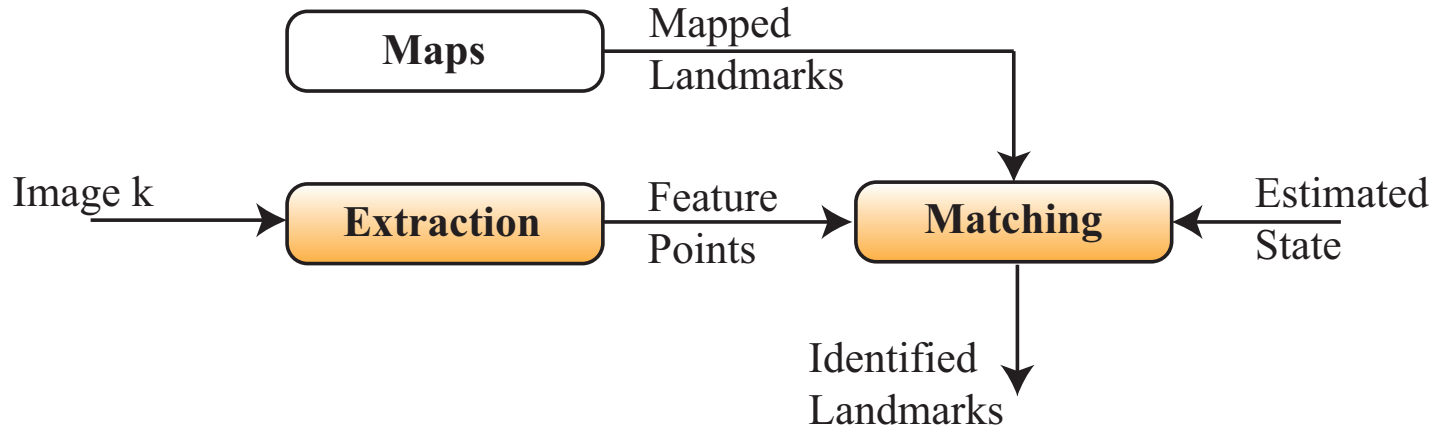 Maps
Mapped
Landmarks
Image k
Extraction
Feature
Points
Matching
Estimated
State
Identified
Landmarks